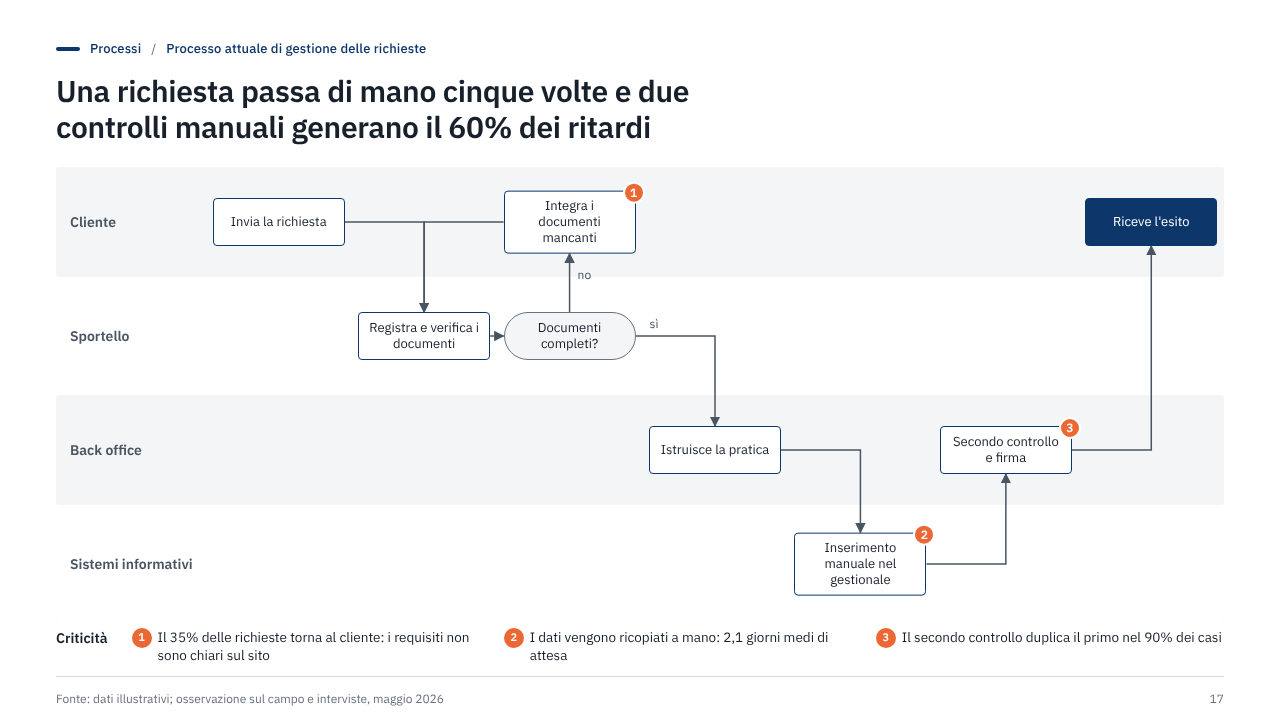 Processi / Processo attuale di gestione delle richieste
Una richiesta passa di mano cinque volte e due
controlli manuali generano il 60% dei ritardi
Cliente
Invia la richiesta
Integra i
documenti
mancanti
1
Riceve l'esito
no
Sportello
Registra e verifica i
documenti
Documenti
completi?
sì
Back office
Istruisce la pratica
Secondo controllo
e firma
3
Sistemi informativi
Inserimento
manuale nel
gestionale
2
Criticità
1 Il 35% delle richieste torna al cliente: i requisiti non
sono chiari sul sito
2 I dati vengono ricopiati a mano: 2,1 giorni medi di
attesa
3 Il secondo controllo duplica il primo nel 90% dei casi
Fonte: dati illustrativi; osservazione sul campo e interviste, maggio 2026
17